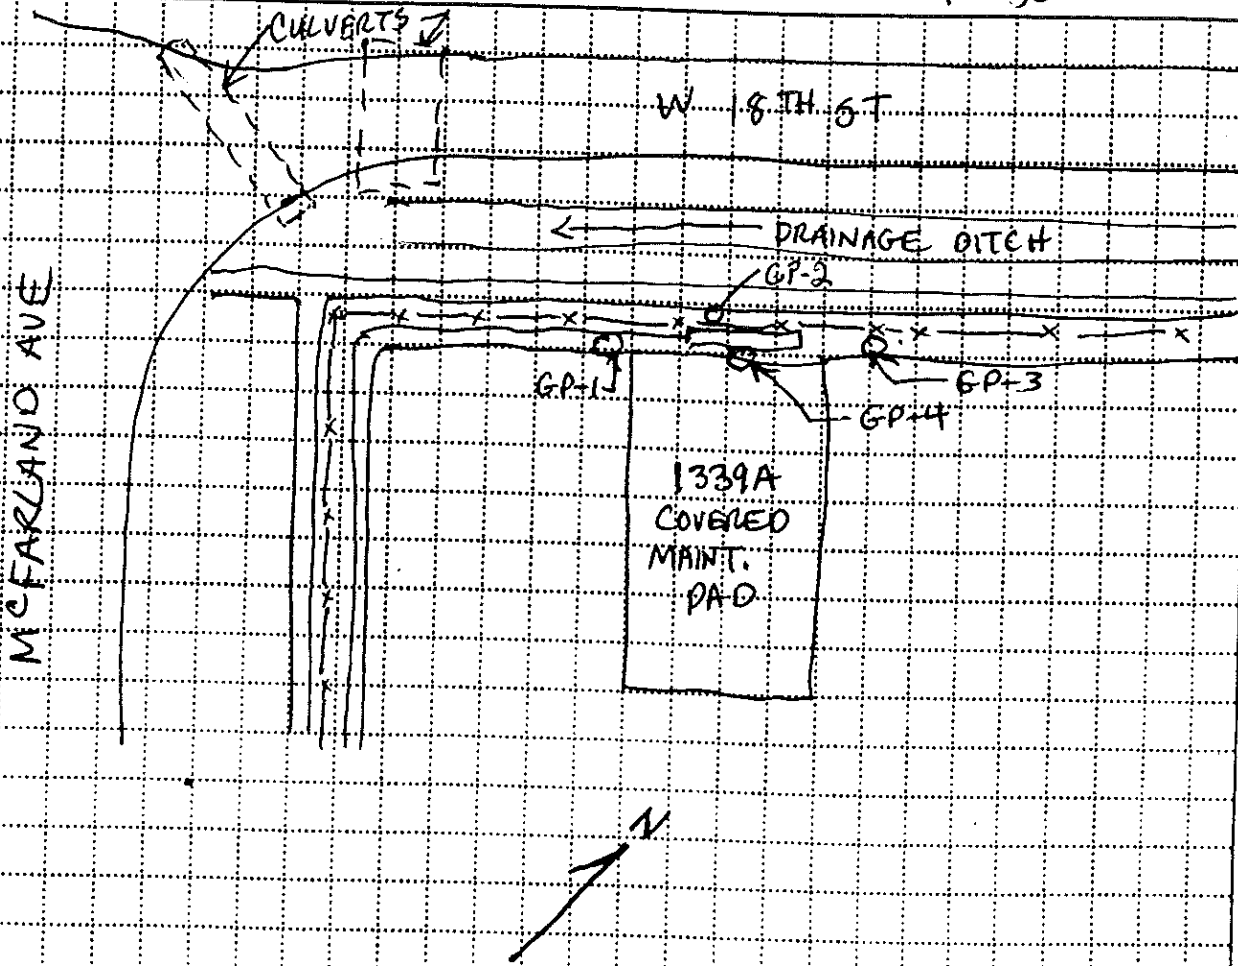 CULVERTS
W 18TH ST
DRAINAGE DITCH
GP-2
GP-1
GP-3
GP-4
1339A
COVERED
MAINT.
PAD
MCFARLAND AVE
N